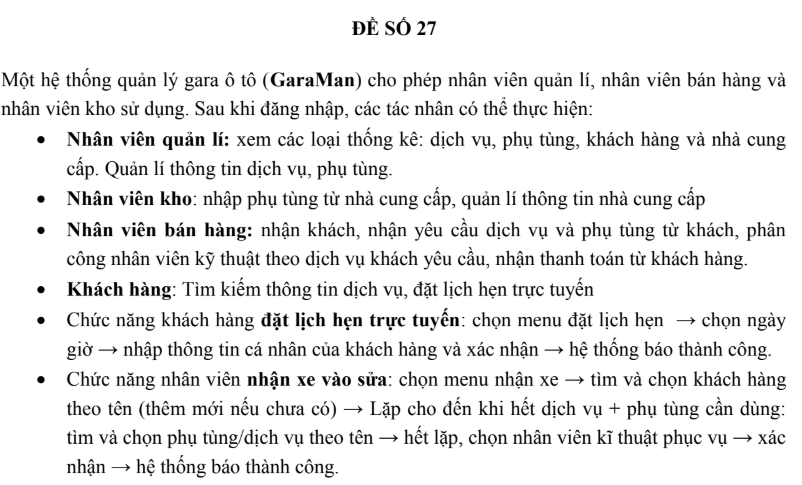 ĐỀ SỐ 27
Một hệ thống quản lý gara ô tô (GaraMan) cho phép nhân viên quản lí, nhân viên bán hàng và
nhân viên kho sử dụng. Sau khi đăng nhập, các tác nhân có thể thực hiện:
• Nhân viên quản lí: xem các loại thống kê: dịch vụ, phụ tùng, khách hàng và nhà cung
cấp. Quản lí thông tin dịch vụ, phụ tùng.
• Nhân viên kho: nhập phụ tùng từ nhà cung cấp, quản lí thông tin nhà cung cấp
• Nhân viên bán hàng: nhận khách, nhận yêu cầu dịch vụ và phụ tùng từ khách, phân
công nhân viên kỹ thuật theo dịch vụ khách yêu cầu, nhận thanh toán từ khách hàng.
• Khách hàng: Tìm kiếm thông tin dịch vụ, đặt lịch hẹn trực tuyến
• Chức năng khách hàng đặt lịch hẹn trực tuyến: chọn menu đặt lịch hẹn → chọn ngày
giờ → nhập thông tin cá nhân của khách hàng và xác nhận → hệ thống báo thành công.
• Chức năng nhân viên nhận xe vào sửa: chọn menu nhận xe → tìm và chọn khách hàng
theo tên (thêm mới nếu chưa có) → Lặp cho đến khi hết dịch vụ + phụ tùng cần dùng:
tìm và chọn phụ tùng/dịch vụ theo tên → hết lặp, chọn nhân viên kĩ thuật phục vụ → xác
nhận → hệ thống báo thành công.